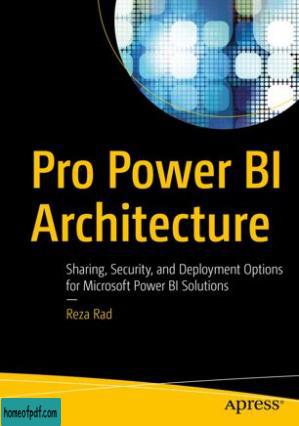 Pro Power BI
Architecture
Sharing, Security, and Deployment Options
for Microsoft Power BI Solutions
—
Reza Rad
homeofpdf.com
Apress®